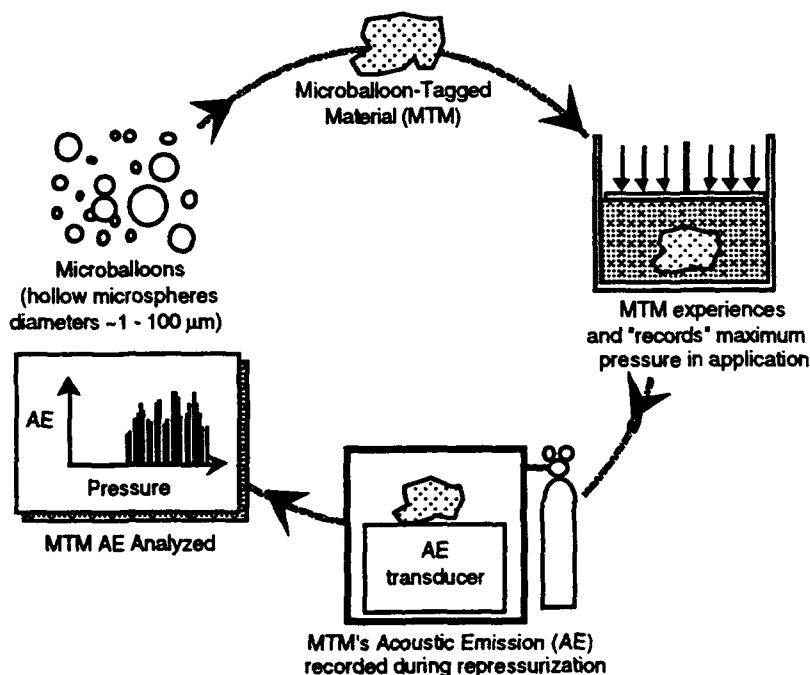 Microballoon-Tagged
Material (MTM)
Microballoons
(hollow microspheres
diameters ~1 - 100 µm)
MTM experiences
and "records" maximum
pressure in application
AE
Pressure
MTM AE Analyzed
AE
transducer
MTM's Acoustic Emission (AE)
recorded during repressurization